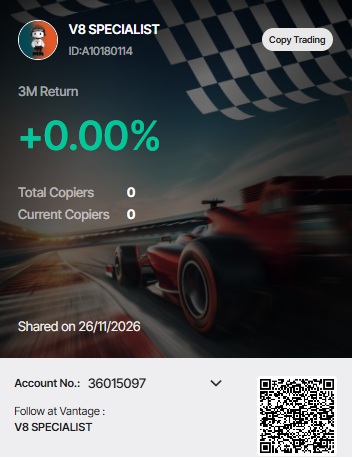 V8 SPECIALIST
ID:A10180114
Copy Trading
3M Return
+0.00%
Total Copiers 0
Current Copiers 0
Shared on 26/11/2026
Account No.: 36015097
Follow at Vantage :
V8 SPECIALIST